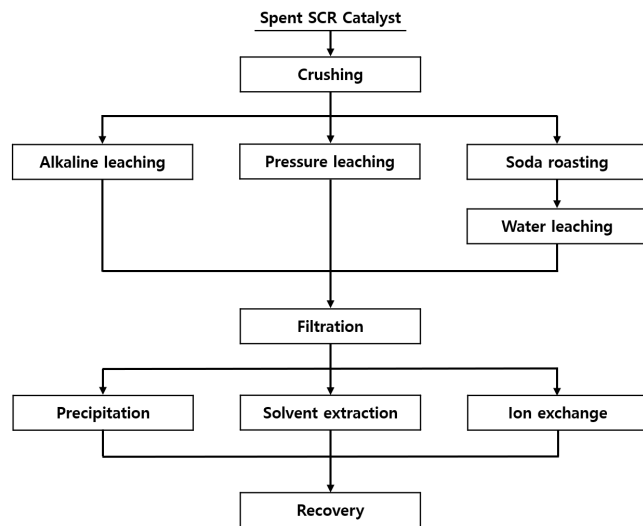 Spent SCR Catalyst
Crushing
Alkaline leaching
Pressure leaching
Soda roasting
Water leaching
Filtration
Precipitation
Solvent extraction
Ion exchange
Recovery